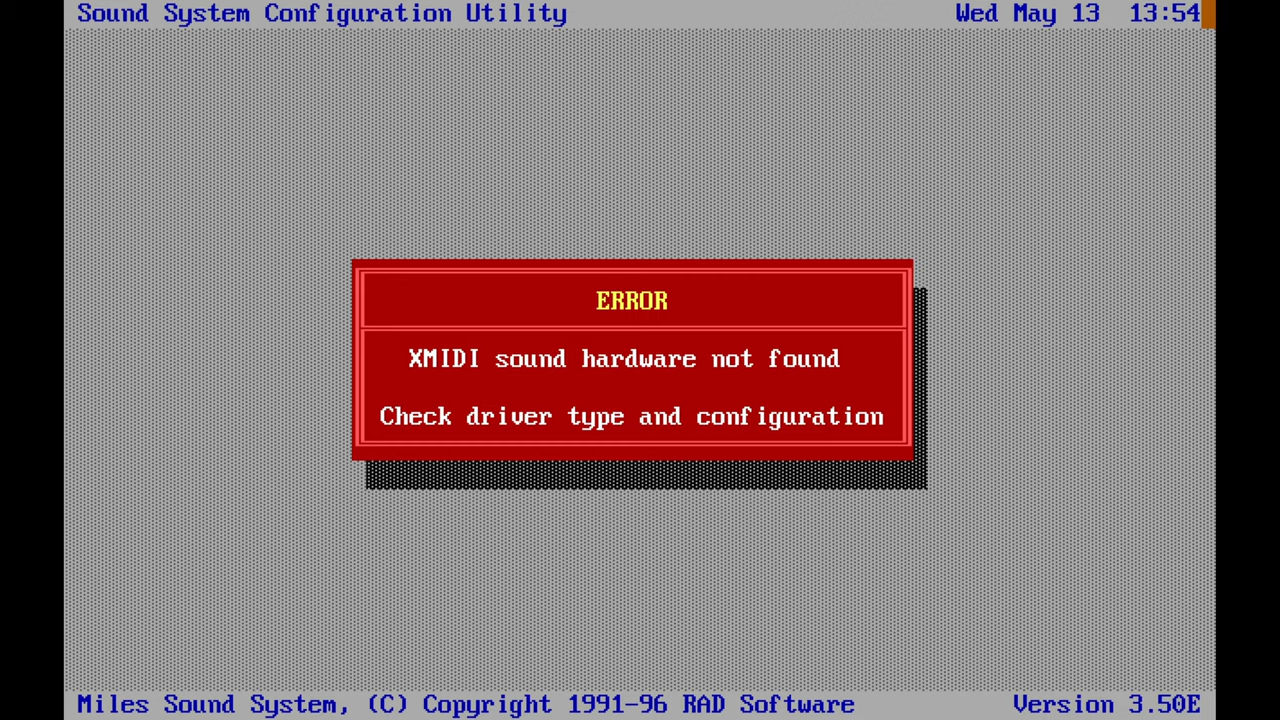 Sound System Configuration Utility Wed May 13 13:54
ERROR
XMIDI sound hardware not found
Check driver type and configuration
Miles Sound System, (C) Copyright 1991-96 RAD Software Version 3.50E